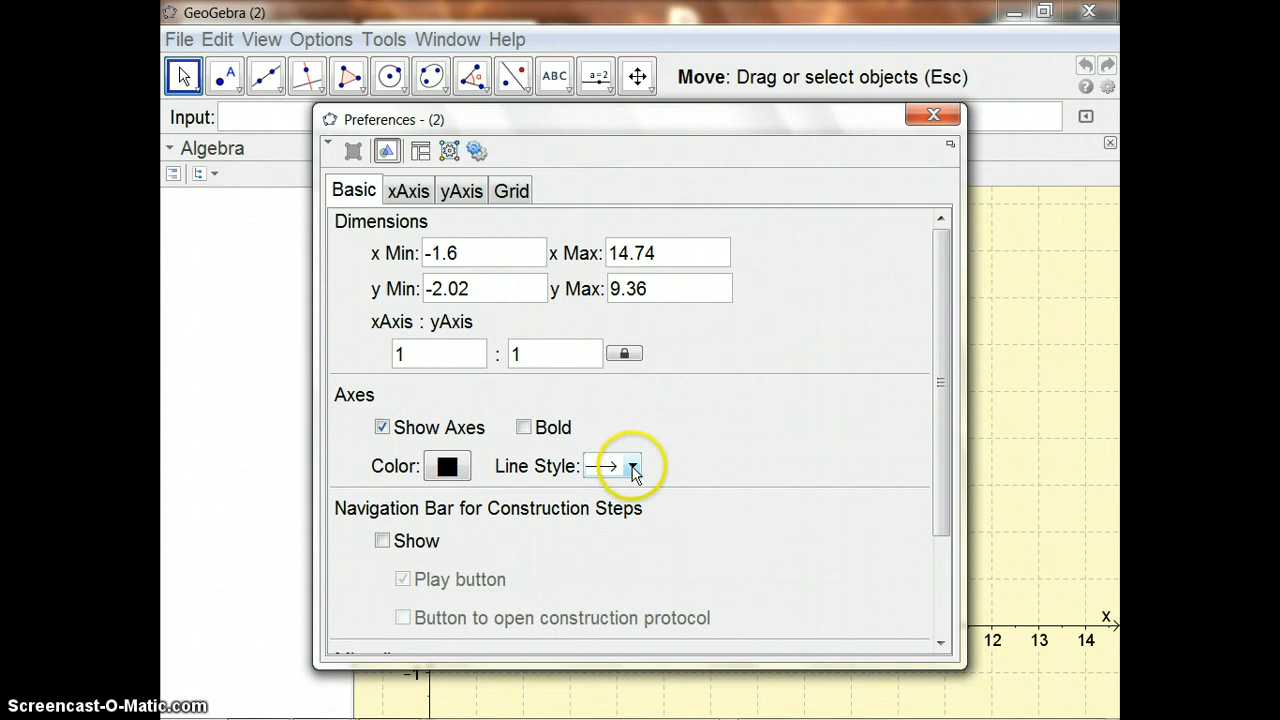 GeoGebra (2)
File Edit View Options Tools Window Help
A
α
ABC
a=2
Move: Drag or select objects (Esc)
Input:
Preferences - (2)
Algebra
Basic xAxis yAxis Grid
Dimensions
x Min: -1.6 x Max: 14.74
y Min: -2.02 y Max: 9.36
xAxis : yAxis
1 : 1
Axes
Show Axes Bold
Color: Line Style:
Navigation Bar for Construction Steps
Show
Play button
Button to open construction protocol
x
12 13 14
-1
Screencast-O-Matic.com